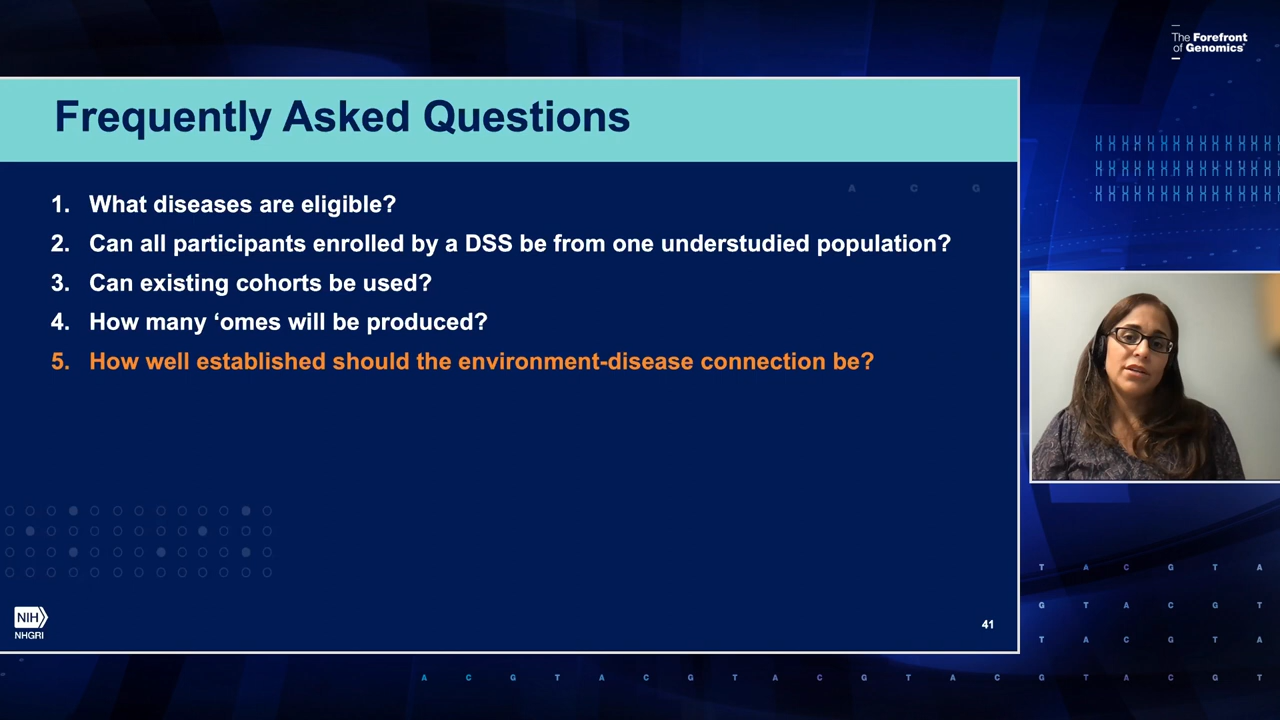 The Forefront
of Genomics
Frequently Asked Questions
A C G
1. What diseases are eligible?
2. Can all participants enrolled by a DSS be from one understudied population?
3. Can existing cohorts be used?
4. How many ‘omes will be produced?
5. How well established should the environment-disease connection be?
NIH
NHGRI
41
T A C G T A
G T A C G T
T A C G T A
A C G T A C G T A C G T A C G T A C G T